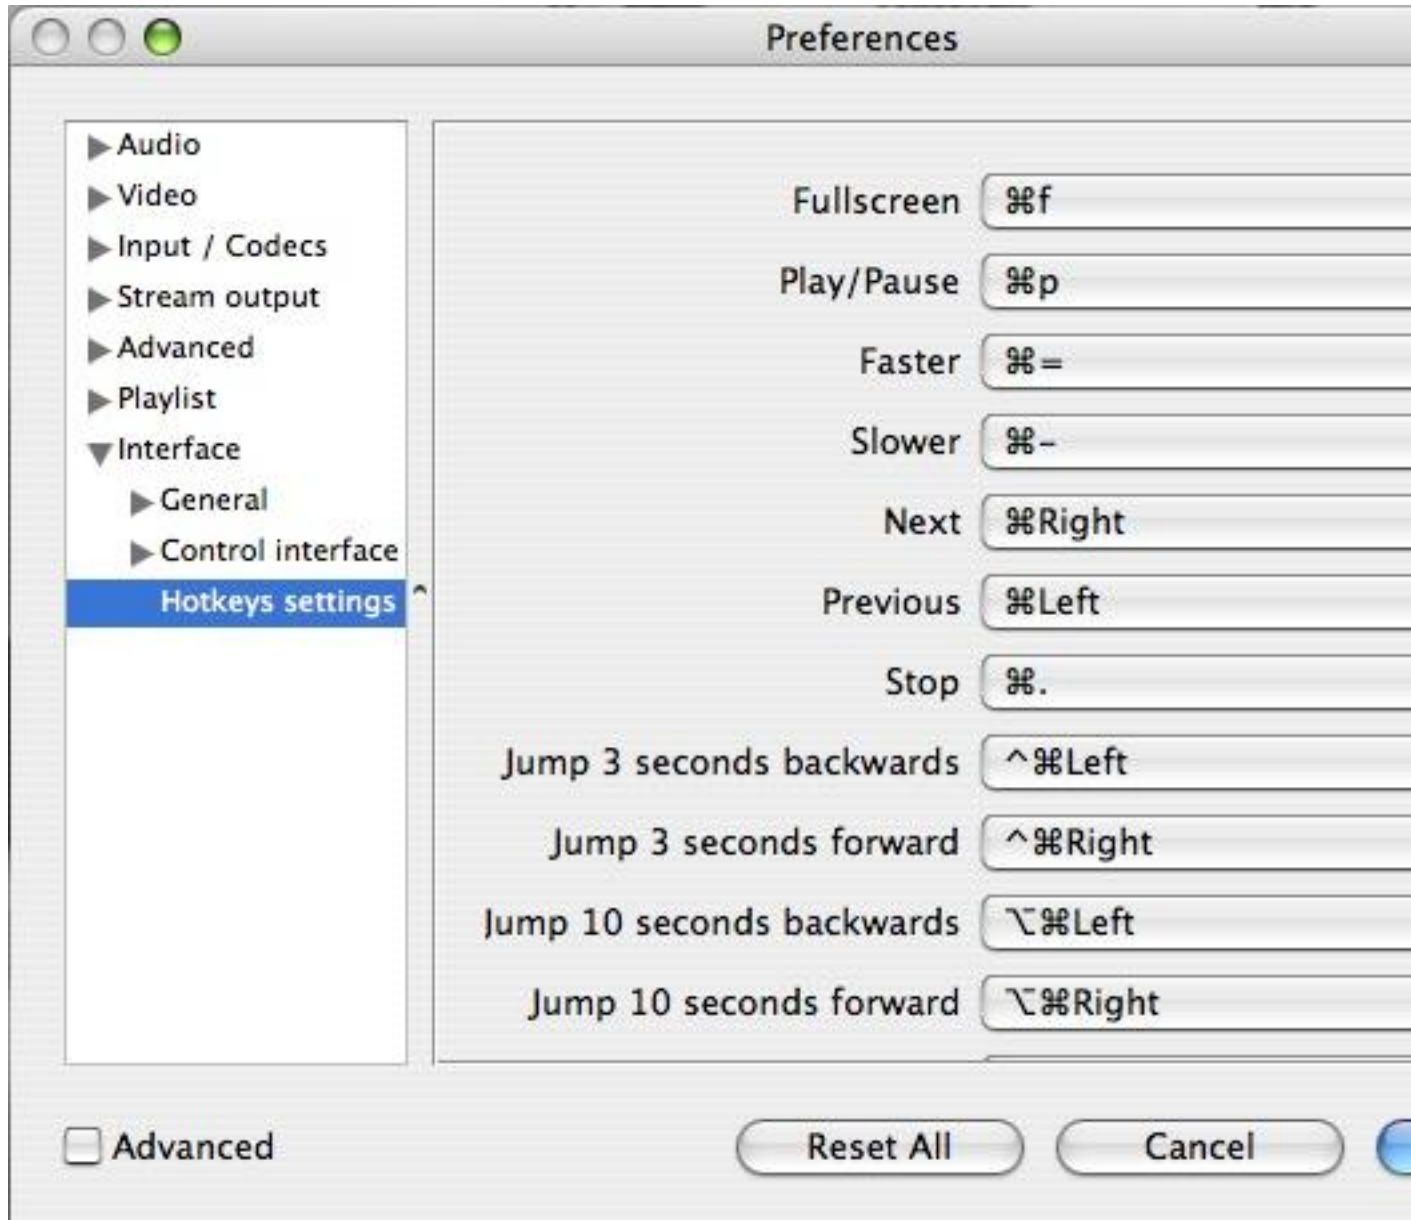 Preferences
Audio
Video
Input / Codecs
Stream output
Advanced
Playlist
Interface
General
Control interface
Hotkeys settings
Fullscreen ⌘f
Play/Pause ⌘p
Faster ⌘=
Slower ⌘-
Next ⌘Right
Previous ⌘Left
Stop ⌘.
Jump 3 seconds backwards ^⌘Left
Jump 3 seconds forward ^⌘Right
Jump 10 seconds backwards ⌥⌘Left
Jump 10 seconds forward ⌥⌘Right
Advanced
Reset All
Cancel